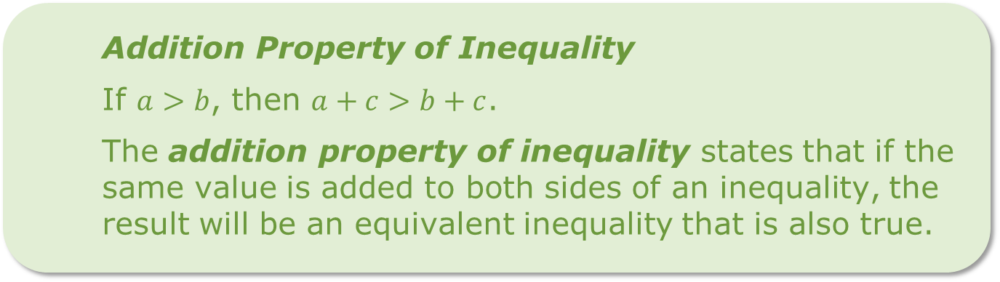 Addition Property of Inequality
If a > b, then a + c > b + c.
The addition property of inequality states that if the
same value is added to both sides of an inequality, the
result will be an equivalent inequality that is also true.